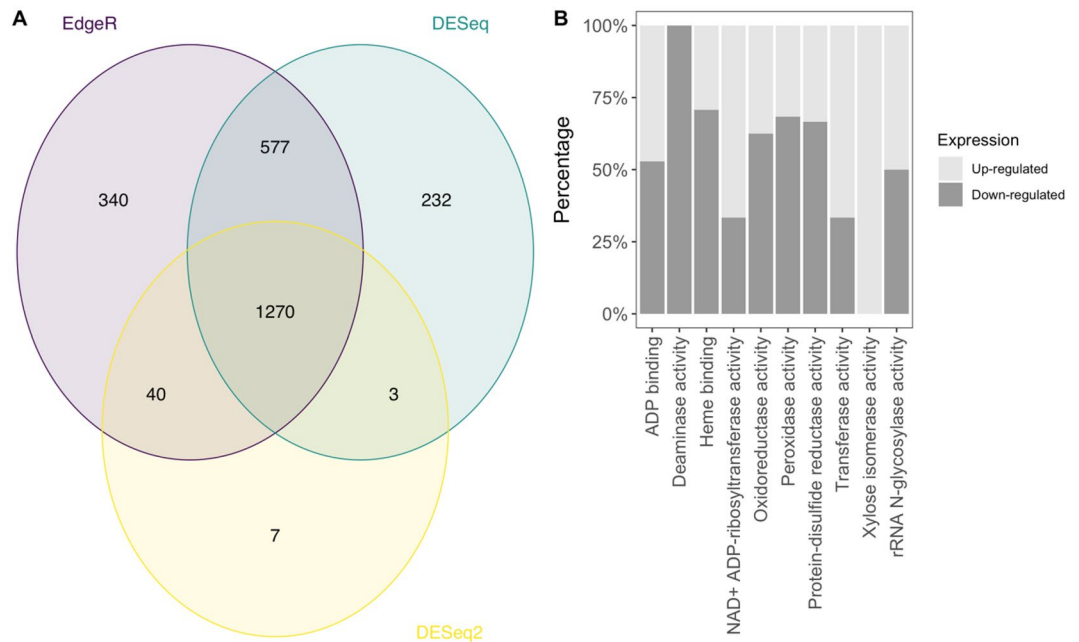 A
EdgeR
DESeq
577
340
232
1270
40
3
7
DESeq2
B
100%
75%
50%
25%
0%
Percentage
ADP binding
Deaminase activity
Heme binding
NAD+ ADP-ribosyltransferase activity
Oxidoreductase activity
Peroxidase activity
Protein-disulfide reductase activity
Transferase activity
Xylose isomerase activity
rRNA N-glycosylase activity
Expression
Up-regulated
Down-regulated